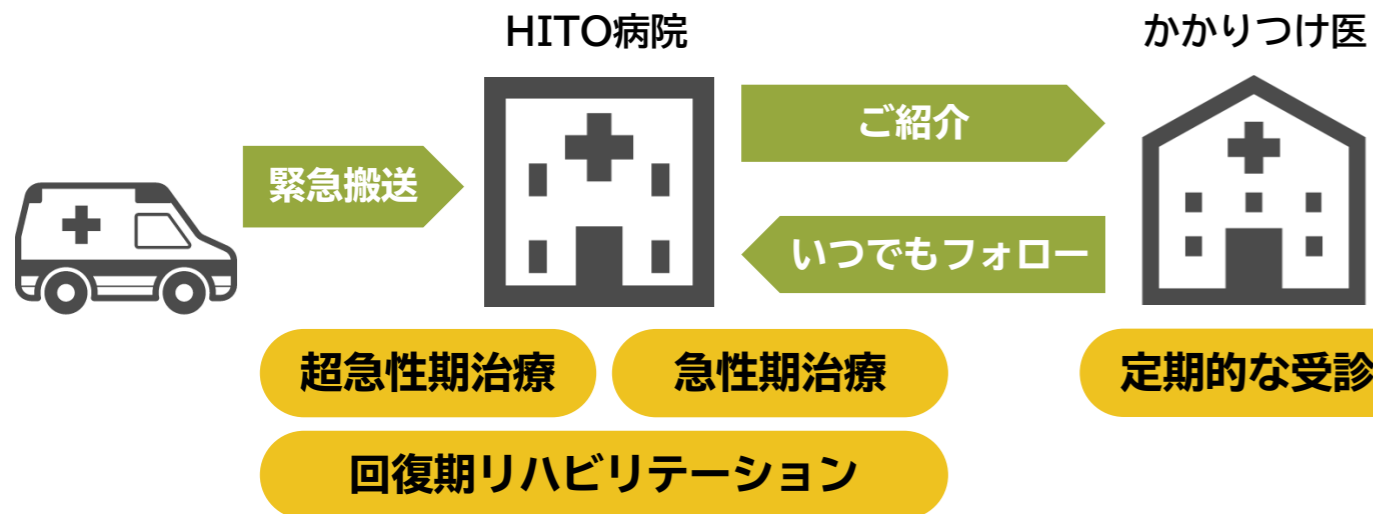 HITO病院
かかりつけ医
ご紹介
緊急搬送
いつでもフォロー
超急性期治療
急性期治療
定期的な受診
回復期リハビリテーション